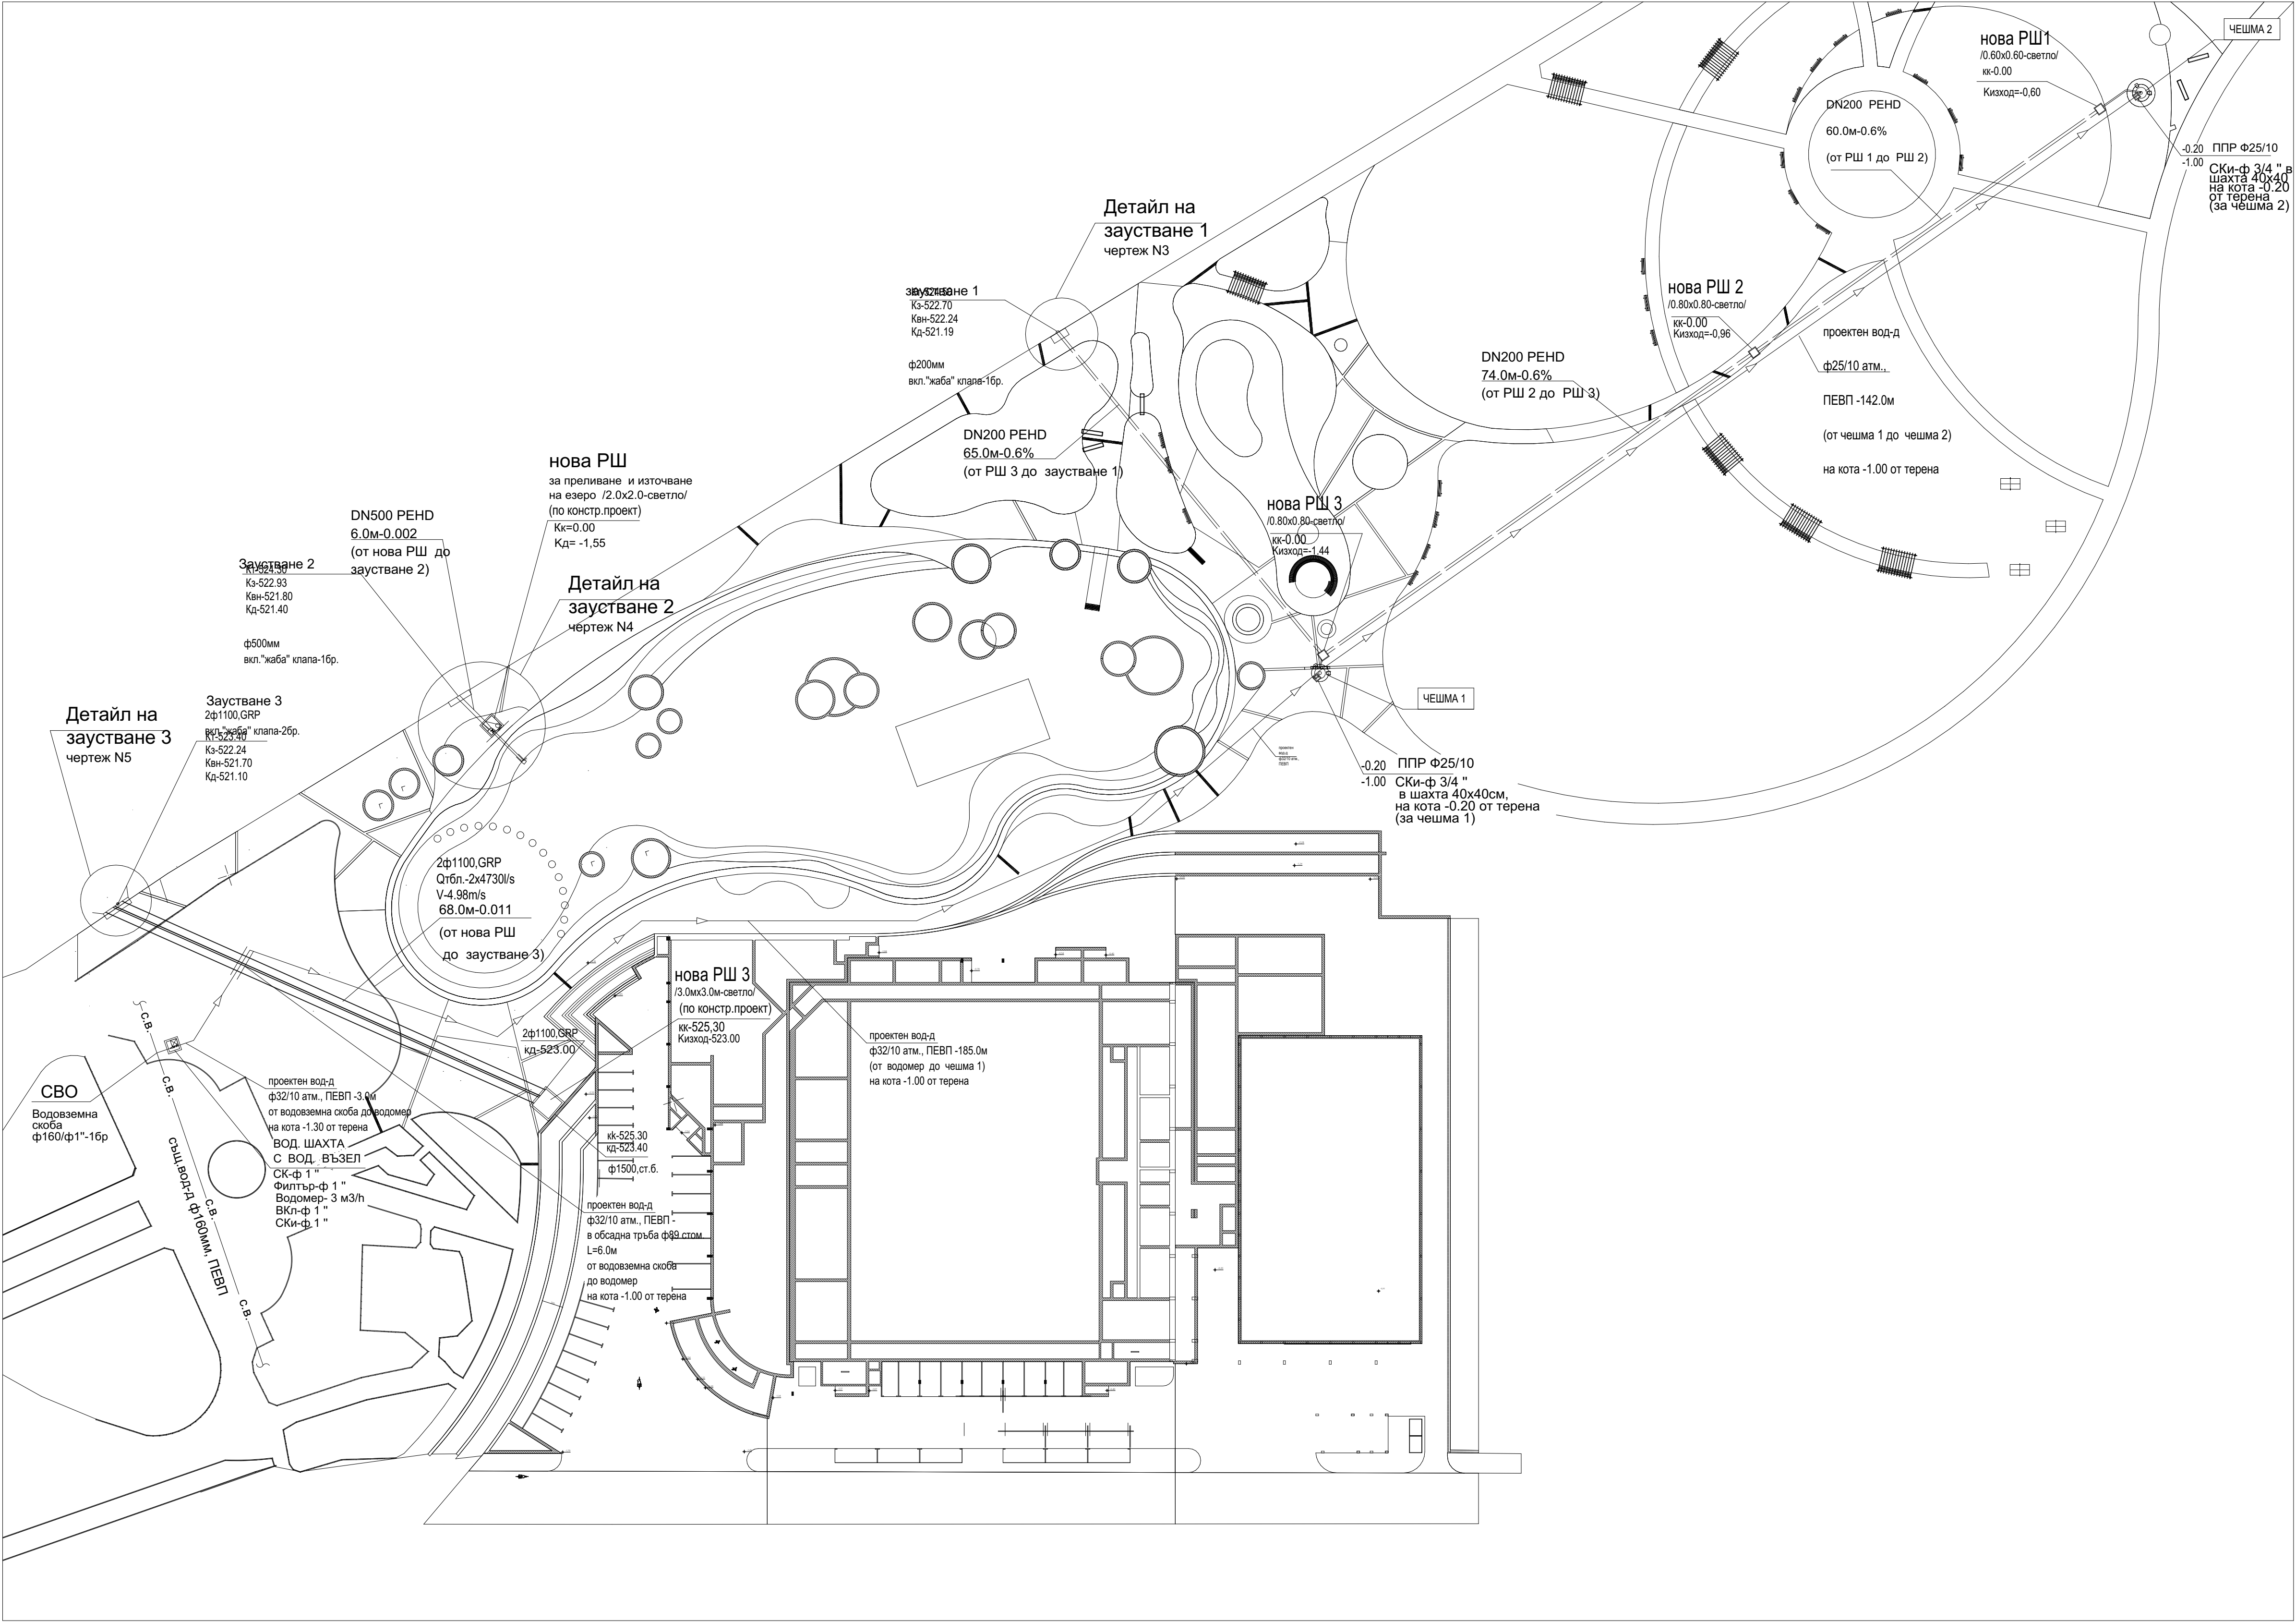 ЧЕШМА 2
нова РШ1
/0.60x0.60-светло/
кк-0.00
Кизход=-0,60
DN200 PEHD
60.0м-0.6%
(от РШ 1 до РШ 2)
-0.20 ППР Ф25/10
-1.00 СКи-ф 3/4 " в
шахта 40x40
на кота -0.20
от терена
(за чешма 2)
Детайл на
заустване 1
чертеж N3
заустване 1
Кз-522.70
Квн-522.24
Кд-521.19
ф200мм
вкл."жаба" клапа-1бр.
нова РШ 2
/0.80x0.80-светло/
кк-0.00
Кизход=-0,96
проектен вод-д
ф25/10 атм.,
ПЕВП -142.0м
(от чешма 1 до чешма 2)
на кота -1.00 от терена
DN200 PEHD
74.0м-0.6%
(от РШ 2 до РШ 3)
DN200 PEHD
65.0м-0.6%
(от РШ 3 до заустване 1)
нова РШ
за преливане и източване
на езеро /2.0x2.0-светло/
(по констр.проект)
Кк=0.00
Кд= -1,55
нова РШ 3
/0.80x0.80-светло/
кк-0.00
Кизход=-1,44
DN500 PEHD
6.0м-0.002
(от нова РШ до
заустване 2)
Заустване 2
Кт-524.50
Кз-522.93
Квн-521.80
Кд-521.40
ф500мм
вкл."жаба" клапа-1бр.
Детайл на
заустване 2
чертеж N4
Заустване 3
2ф1100,GRP
вкл."жаба" клапа-2бр.
Кт-523.40
Кз-522.24
Квн-521.70
Кд-521.10
Детайл на
заустване 3
чертеж N5
ЧЕШМА 1
проектен
вод-д
ф32/10 атм.,
ПЕВП
-0.20 ППР Ф25/10
-1.00 СКи-ф 3/4 "
в шахта 40x40см,
на кота -0.20 от терена
(за чешма 1)
2ф1100,GRP
Qтбл.-2x4730l/s
V-4.98m/s
68.0м-0.011
(от нова РШ
до заустване 3)
нова РШ 3
/3.0мx3.0м-светло/
(по констр.проект)
кк-525,30
Кизход-523.00
2ф1100,GRP
кд-523.00
проектен вод-д
ф32/10 атм., ПЕВП -185.0м
(от водомер до чешма 1)
на кота -1.00 от терена
с.в.
с.в.
с.в.
с.в.
същ.вод-д ф160мм, ПЕВП
СВО
Водовземна
скоба
ф160/ф1"-1бр
проектен вод-д
ф32/10 атм., ПЕВП -3.0м
от водовземна скоба до водомер
на кота -1.30 от терена
ВОД. ШАХТА
С ВОД. ВЪЗЕЛ
СК-ф 1 "
Филтър-ф 1 "
Водомер- 3 м3/h
ВКл-ф 1 "
СКи-ф 1 "
кк-525.30
кд-523.40
ф1500,ст.б.
проектен вод-д
ф32/10 атм., ПЕВП -
в обсадна тръба ф89 стом.
L=6.0м
от водовземна скоба
до водомер
на кота -1.00 от терена